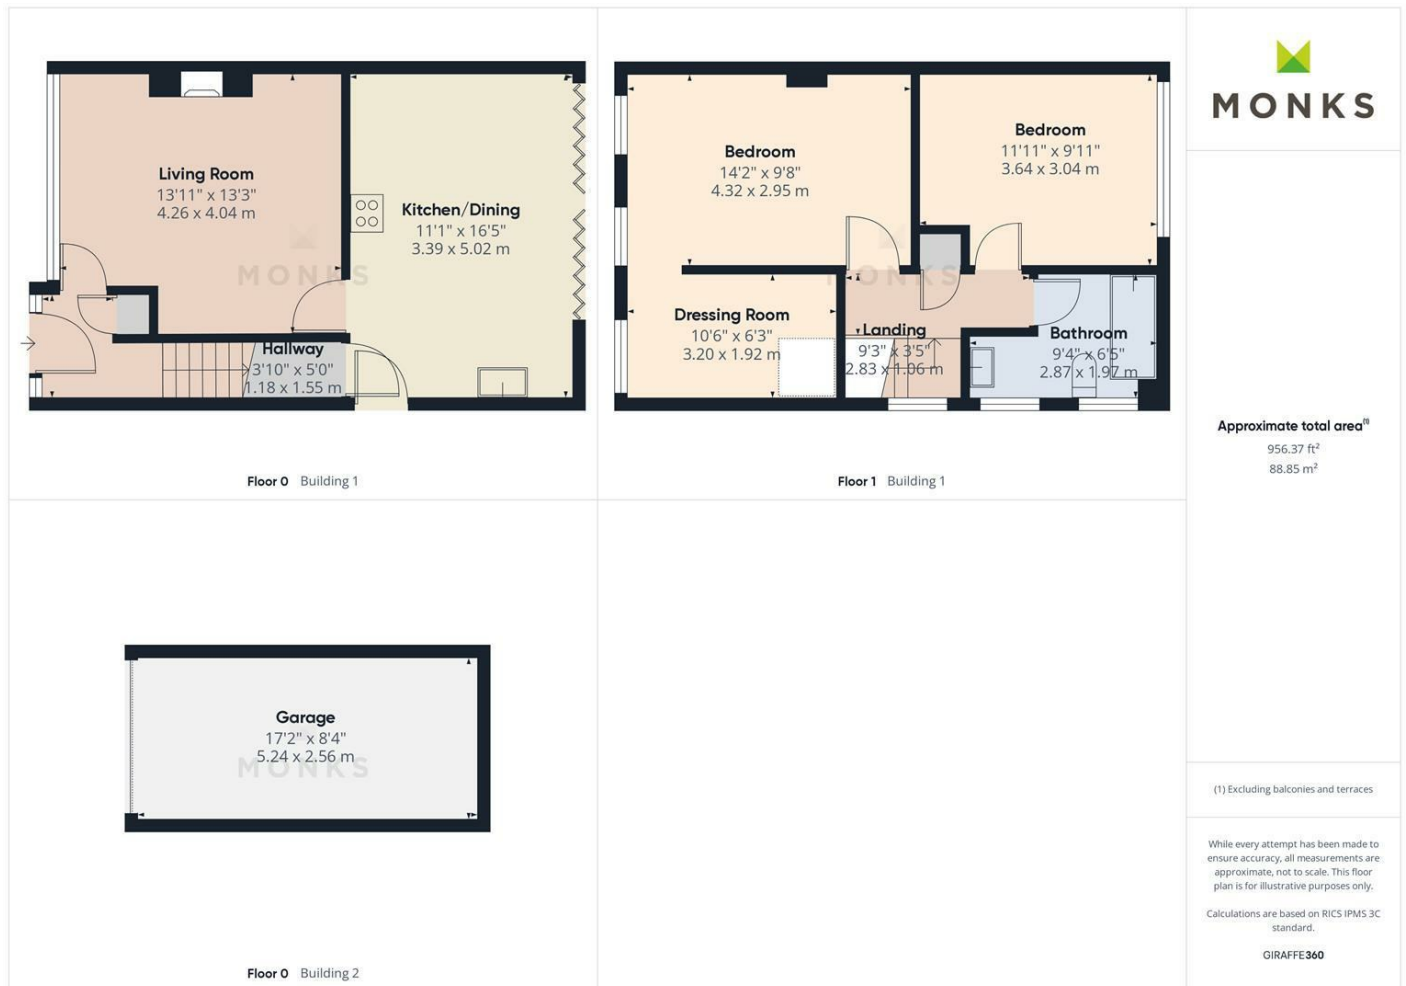 Living Room
13'11" x 13'3"
4.26 x 4.04 m
Kitchen/Dining
11'1" x 16'5"
3.39 x 5.02 m
MONKS
Hallway
3'10" x 5'0"
1.18 x 1.55 m
Floor 0 Building 1
Bedroom
14'2" x 9'8"
4.32 x 2.95 m
Bedroom
11'11" x 9'11"
3.64 x 3.04 m
MONKS
Dressing Room
10'6" x 6'3"
3.20 x 1.92 m
Landing
9'3" x 3'5"
2.83 x 1.06 m
Bathroom
9'4" x 6'5"
2.87 x 1.97 m
Floor 1 Building 1
Garage
17'2" x 8'4"
5.24 x 2.56 m
MONKS
Floor 0 Building 2
MONKS
Approximate total area(1)
956.37 ft²
88.85 m²
(1) Excluding balconies and terraces
While every attempt has been made to
ensure accuracy, all measurements are
approximate, not to scale. This floor
plan is for illustrative purposes only.
Calculations are based on RICS IPMS 3C
standard.
GIRAFFE360